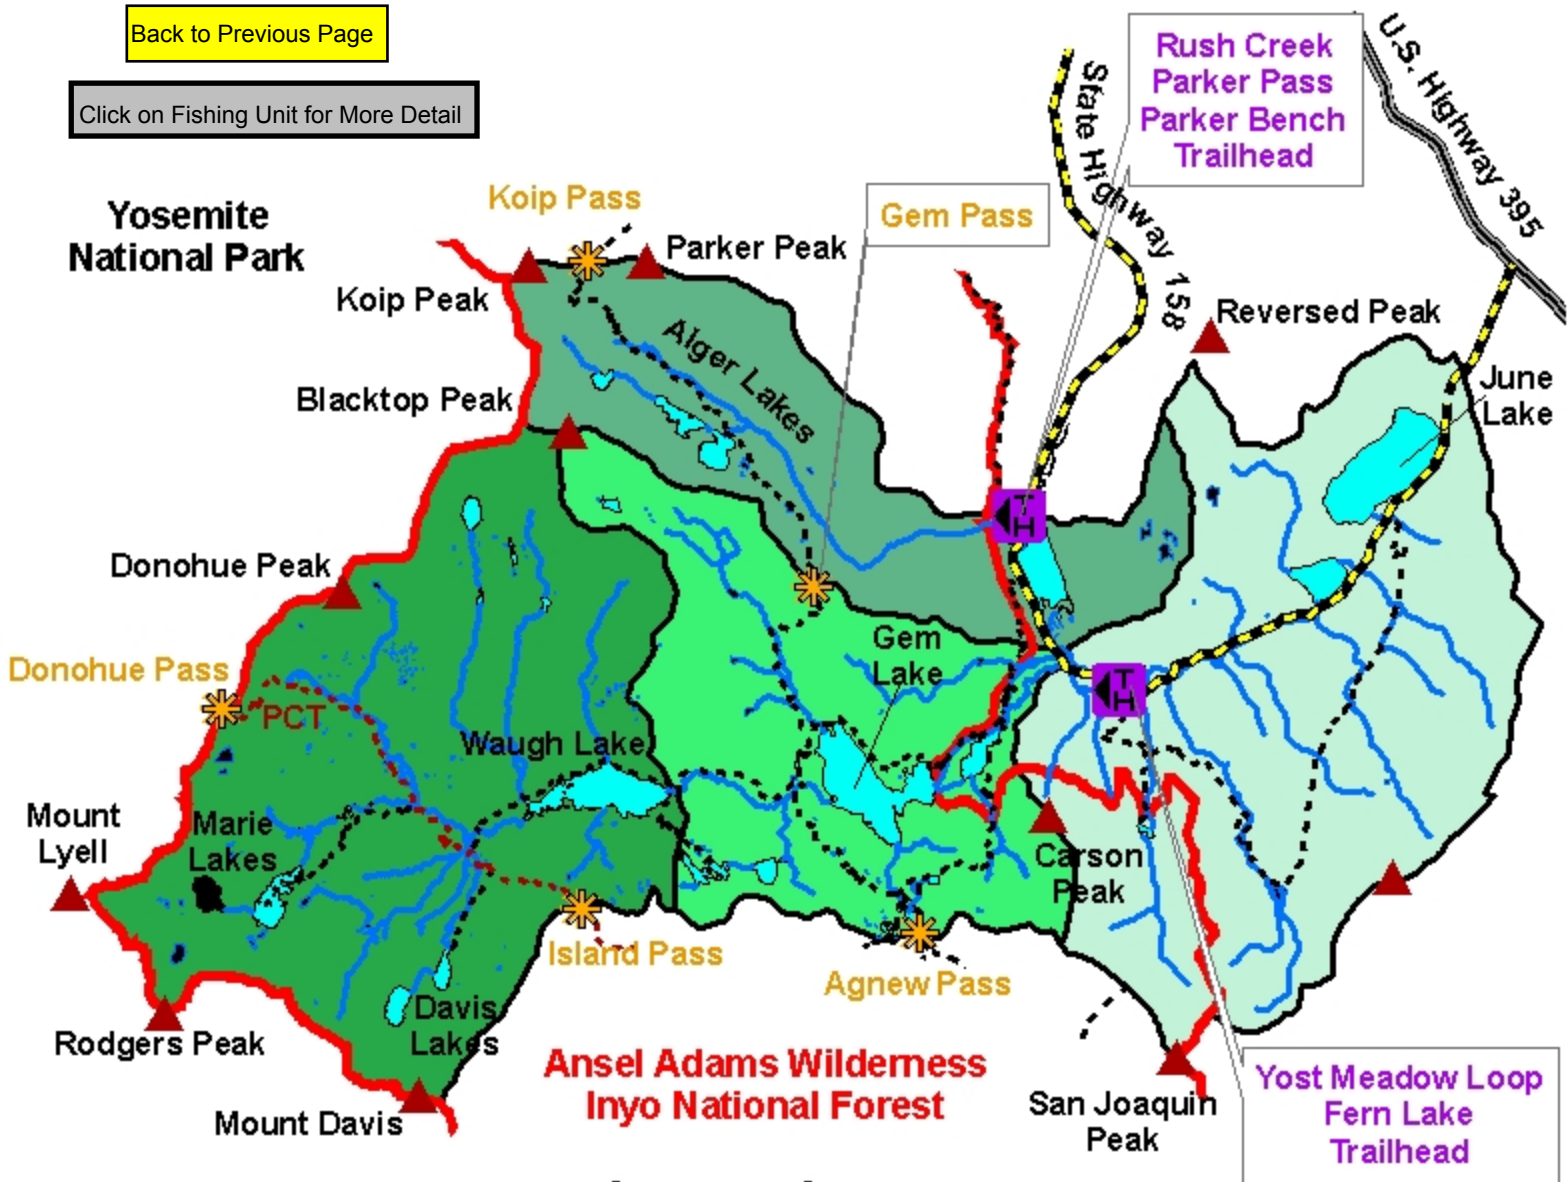 Back to Previous Page
Click on Fishing Unit for More Detail
Rush Creek
Parker Pass
Parker Bench
Trailhead
U.S. Highway 395
State Highway 158
Koip Pass
Yosemite
National Park
Gem Pass
Parker Peak
Koip Peak
Reversed Peak
Alger Lakes
June
Lake
Blacktop Peak
T
H
Donohue Peak
Gem
Lake
Donohue Pass
PCT
T
H
Waugh Lake
Mount
Lyell
Marie
Lakes
Carson
Peak
Island Pass
Agnew Pass
Davis
Lakes
Rodgers Peak
Ansel Adams Wilderness
Inyo National Forest
Mount Davis
San Joaquin
Peak
Yost Meadow Loop
Fern Lake
Trailhead